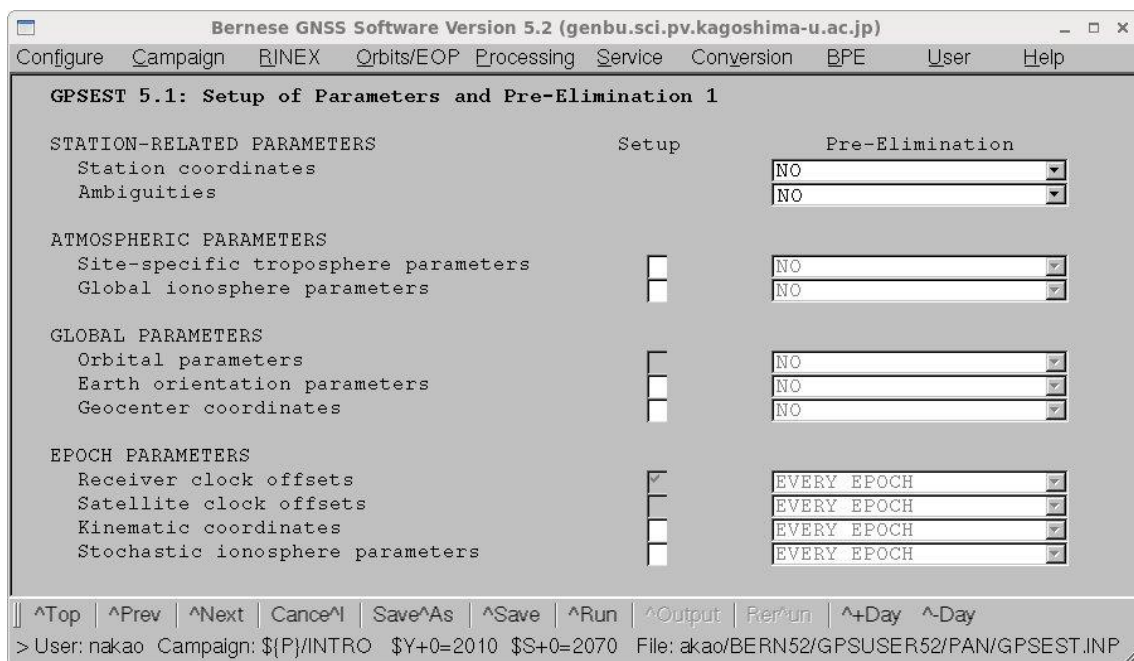 Bernese GNSS Software Version 5.2 (genbu.sci.pv.kagoshima-u.ac.jp)
Configure Campaign RINEX Orbits/EOP Processing Service Conversion BPE User Help
GPSEST 5.1: Setup of Parameters and Pre-Elimination 1
STATION-RELATED PARAMETERS Setup Pre-Elimination
Station coordinates NO
Ambiguities NO
ATMOSPHERIC PARAMETERS
Site-specific troposphere parameters NO
Global ionosphere parameters NO
GLOBAL PARAMETERS
Orbital parameters NO
Earth orientation parameters NO
Geocenter coordinates NO
EPOCH PARAMETERS
Receiver clock offsets EVERY EPOCH
Satellite clock offsets EVERY EPOCH
Kinematic coordinates EVERY EPOCH
Stochastic ionosphere parameters EVERY EPOCH
^Top | ^Prev | ^Next | Cance^l | Save^As | ^Save | ^Run | ^Output | Rer^un | ^+Day ^-Day
> User: nakao Campaign: ${P}/INTRO $Y+0=2010 $S+0=2070 File: akao/BERN52/GPSUSER52/PAN/GPSEST.INP